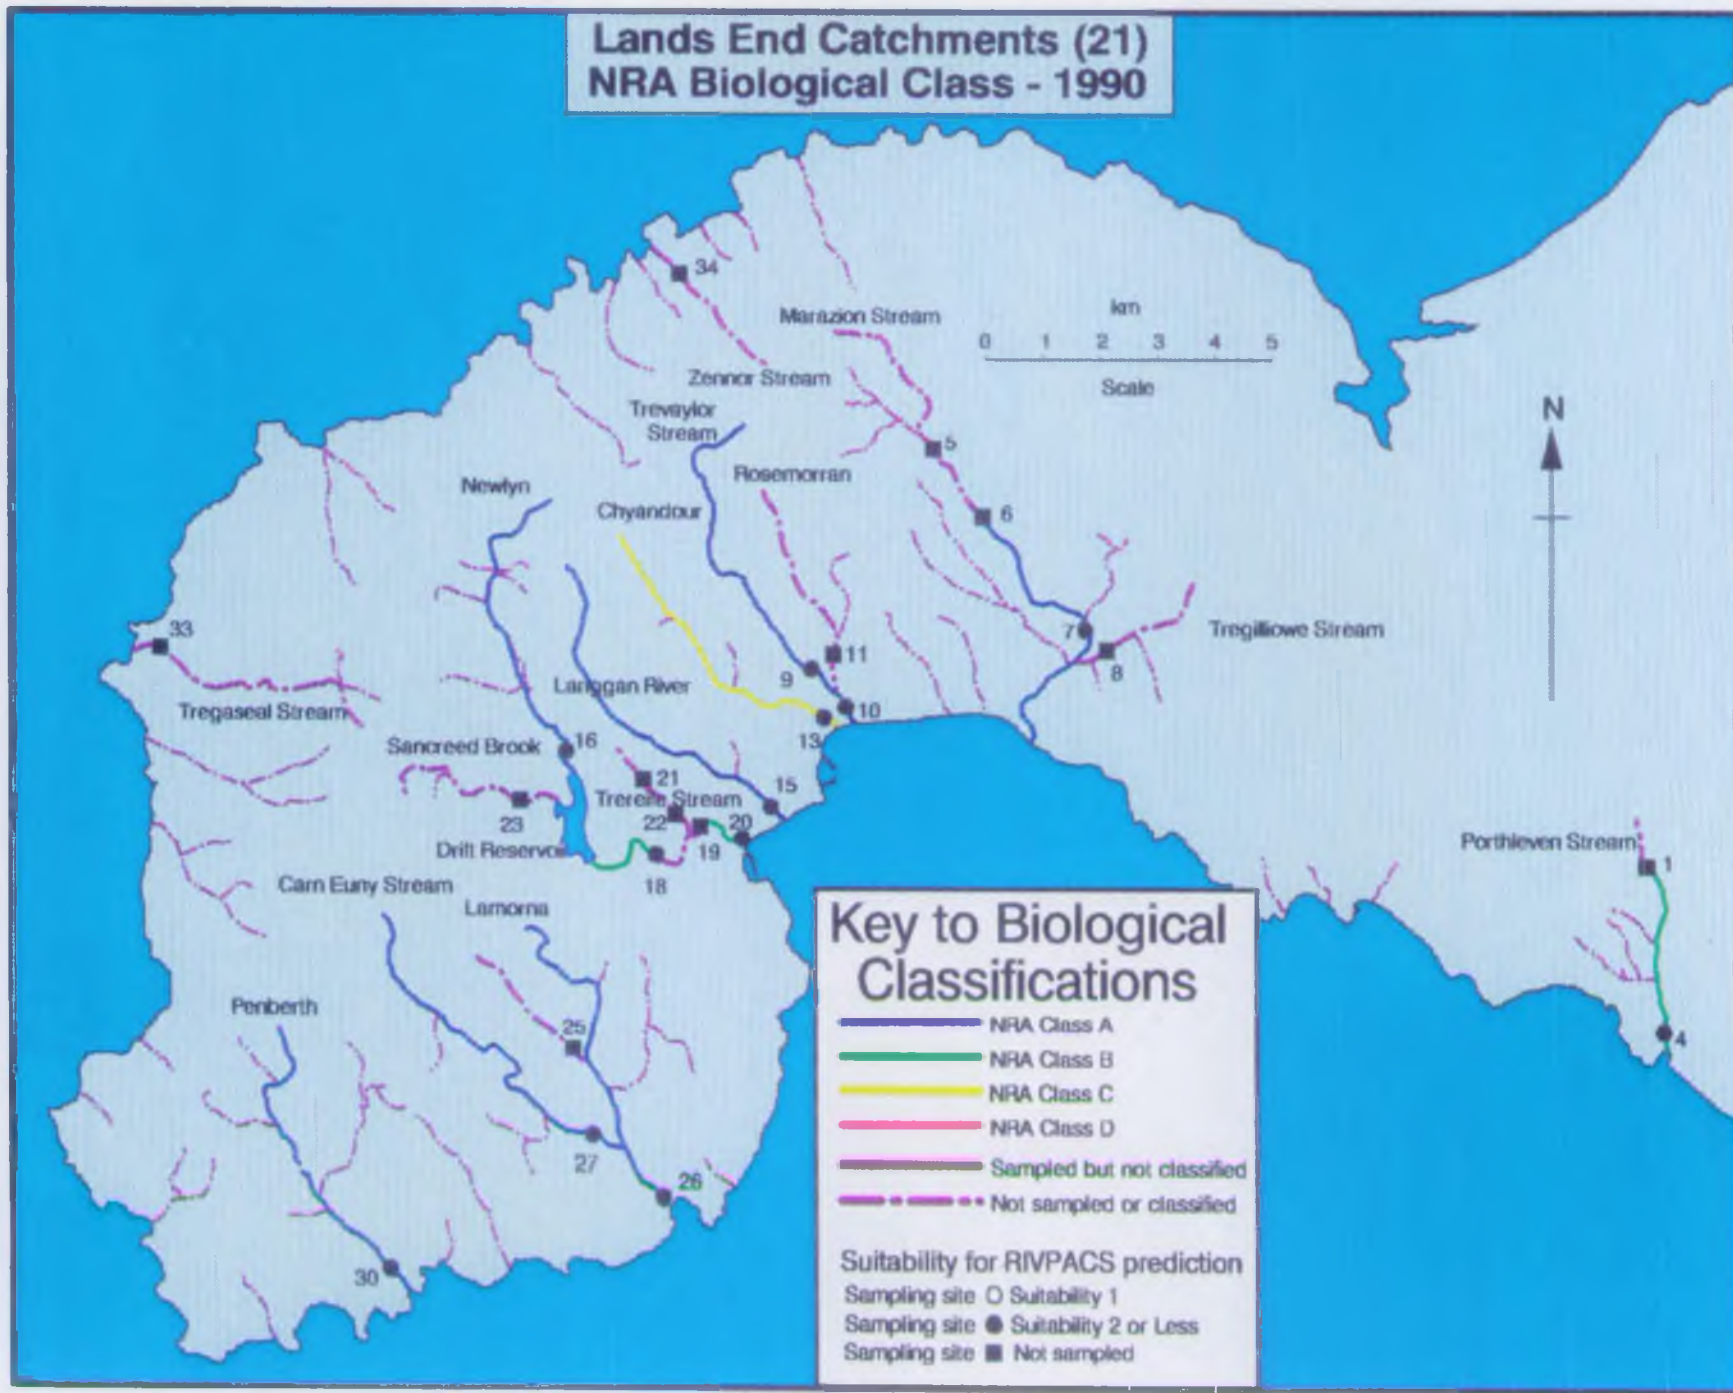 Lands End Catchments (21)
NRA Biological Class - 1990
34
Marazion Stream
km
0 1 2 3 4 5
Scale
Zennor Stream
Trevaylor
Stream
N
5
Rosemorran
Newlyn
Chyandour
6
33
7
Tregilliowe Stream
11
8
9
Larıggan River
Tregaseal Stream
10
Sancreed Brook
16
13
21
15
Trereife Stream
23
22
20
Drift Reservoir
19
Porthleven Stream
1
18
Carn Euny Stream
Lamorna
Penberth
25
4
27
26
30
Key to Biological
Classifications
NRA Class A
NRA Class B
NRA Class C
NRA Class D
Sampled but not classified
Not sampled or classified
Suitability for RIVPACS prediction
Sampling site O Suitability 1
Sampling site ● Suitability 2 or Less
Sampling site ■ Not sampled